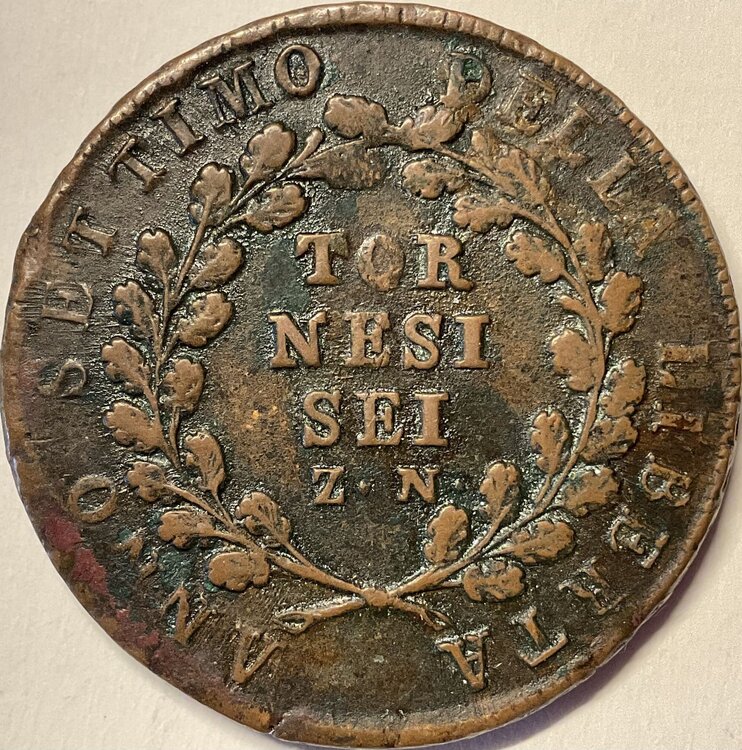 ANNO SETTIMO DELLA LIBERTA
TOR
NESI
SEI
Z · N ·